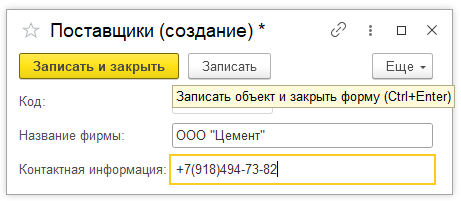 Поставщики (создание) *
Записать и закрыть
Записать
Еще
Код:
Записать объект и закрыть форму (Ctrl+Enter)
Название фирмы:
ООО "Цемент"
Контактная информация:
+7(918)494-73-82